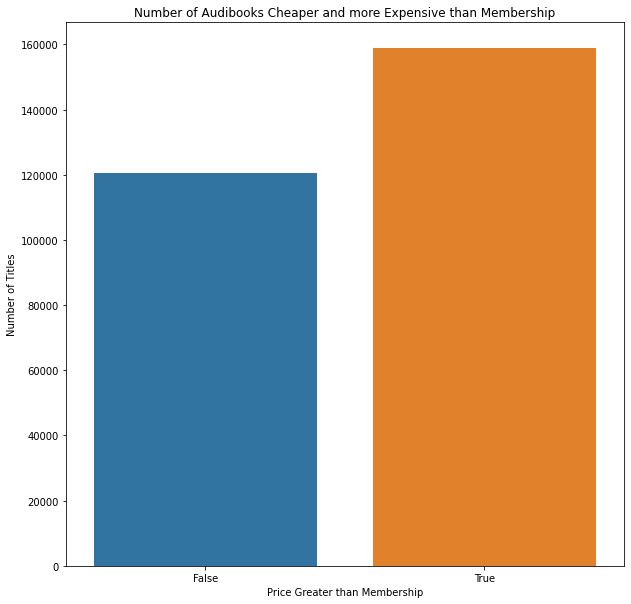 Number of Audibooks Cheaper and more Expensive than Membership
160000
140000
120000
100000
80000
60000
40000
20000
0
Number of Titles
False
True
Price Greater than Membership